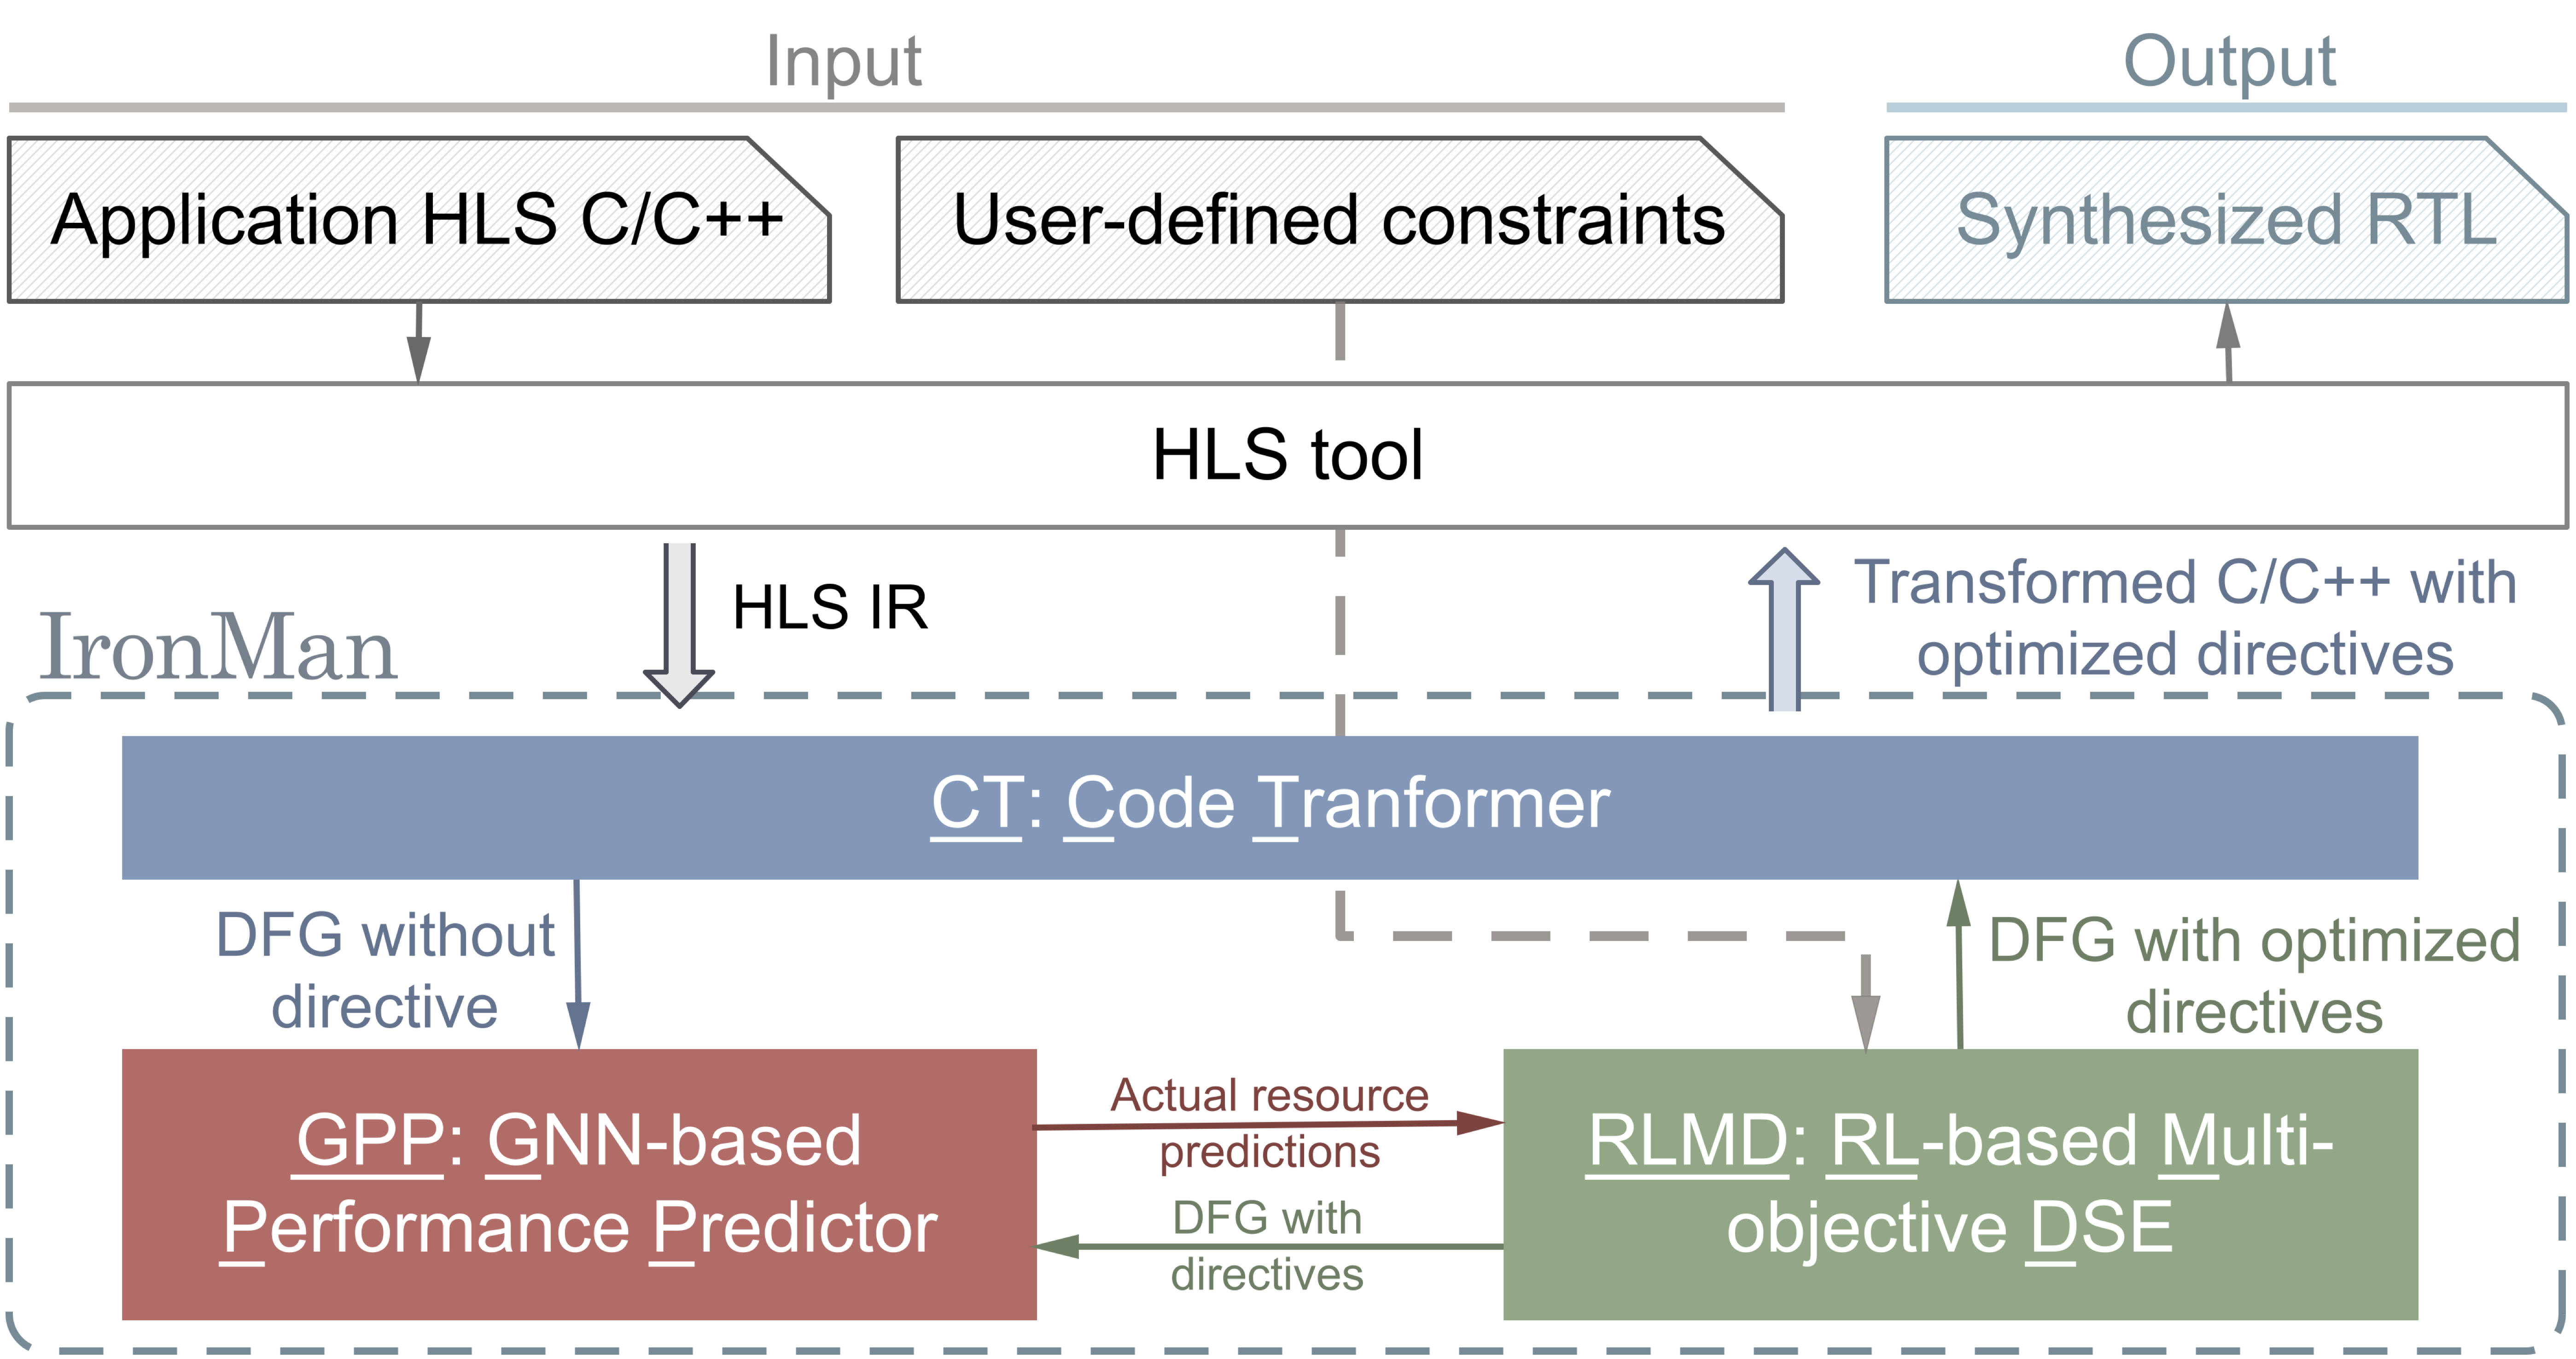 Input
Output
Application HLS C/C++
User-defined constraints
Synthesized RTL
HLS tool
HLS IR
Transformed C/C++ with
optimized directives
IronMan
CT: Code Tranformer
DFG without
directive
DFG with optimized
directives
GPP: GNN-based
Performance Predictor
Actual resource
predictions
DFG with
directives
RLMD: RL-based Multi-
objective DSE